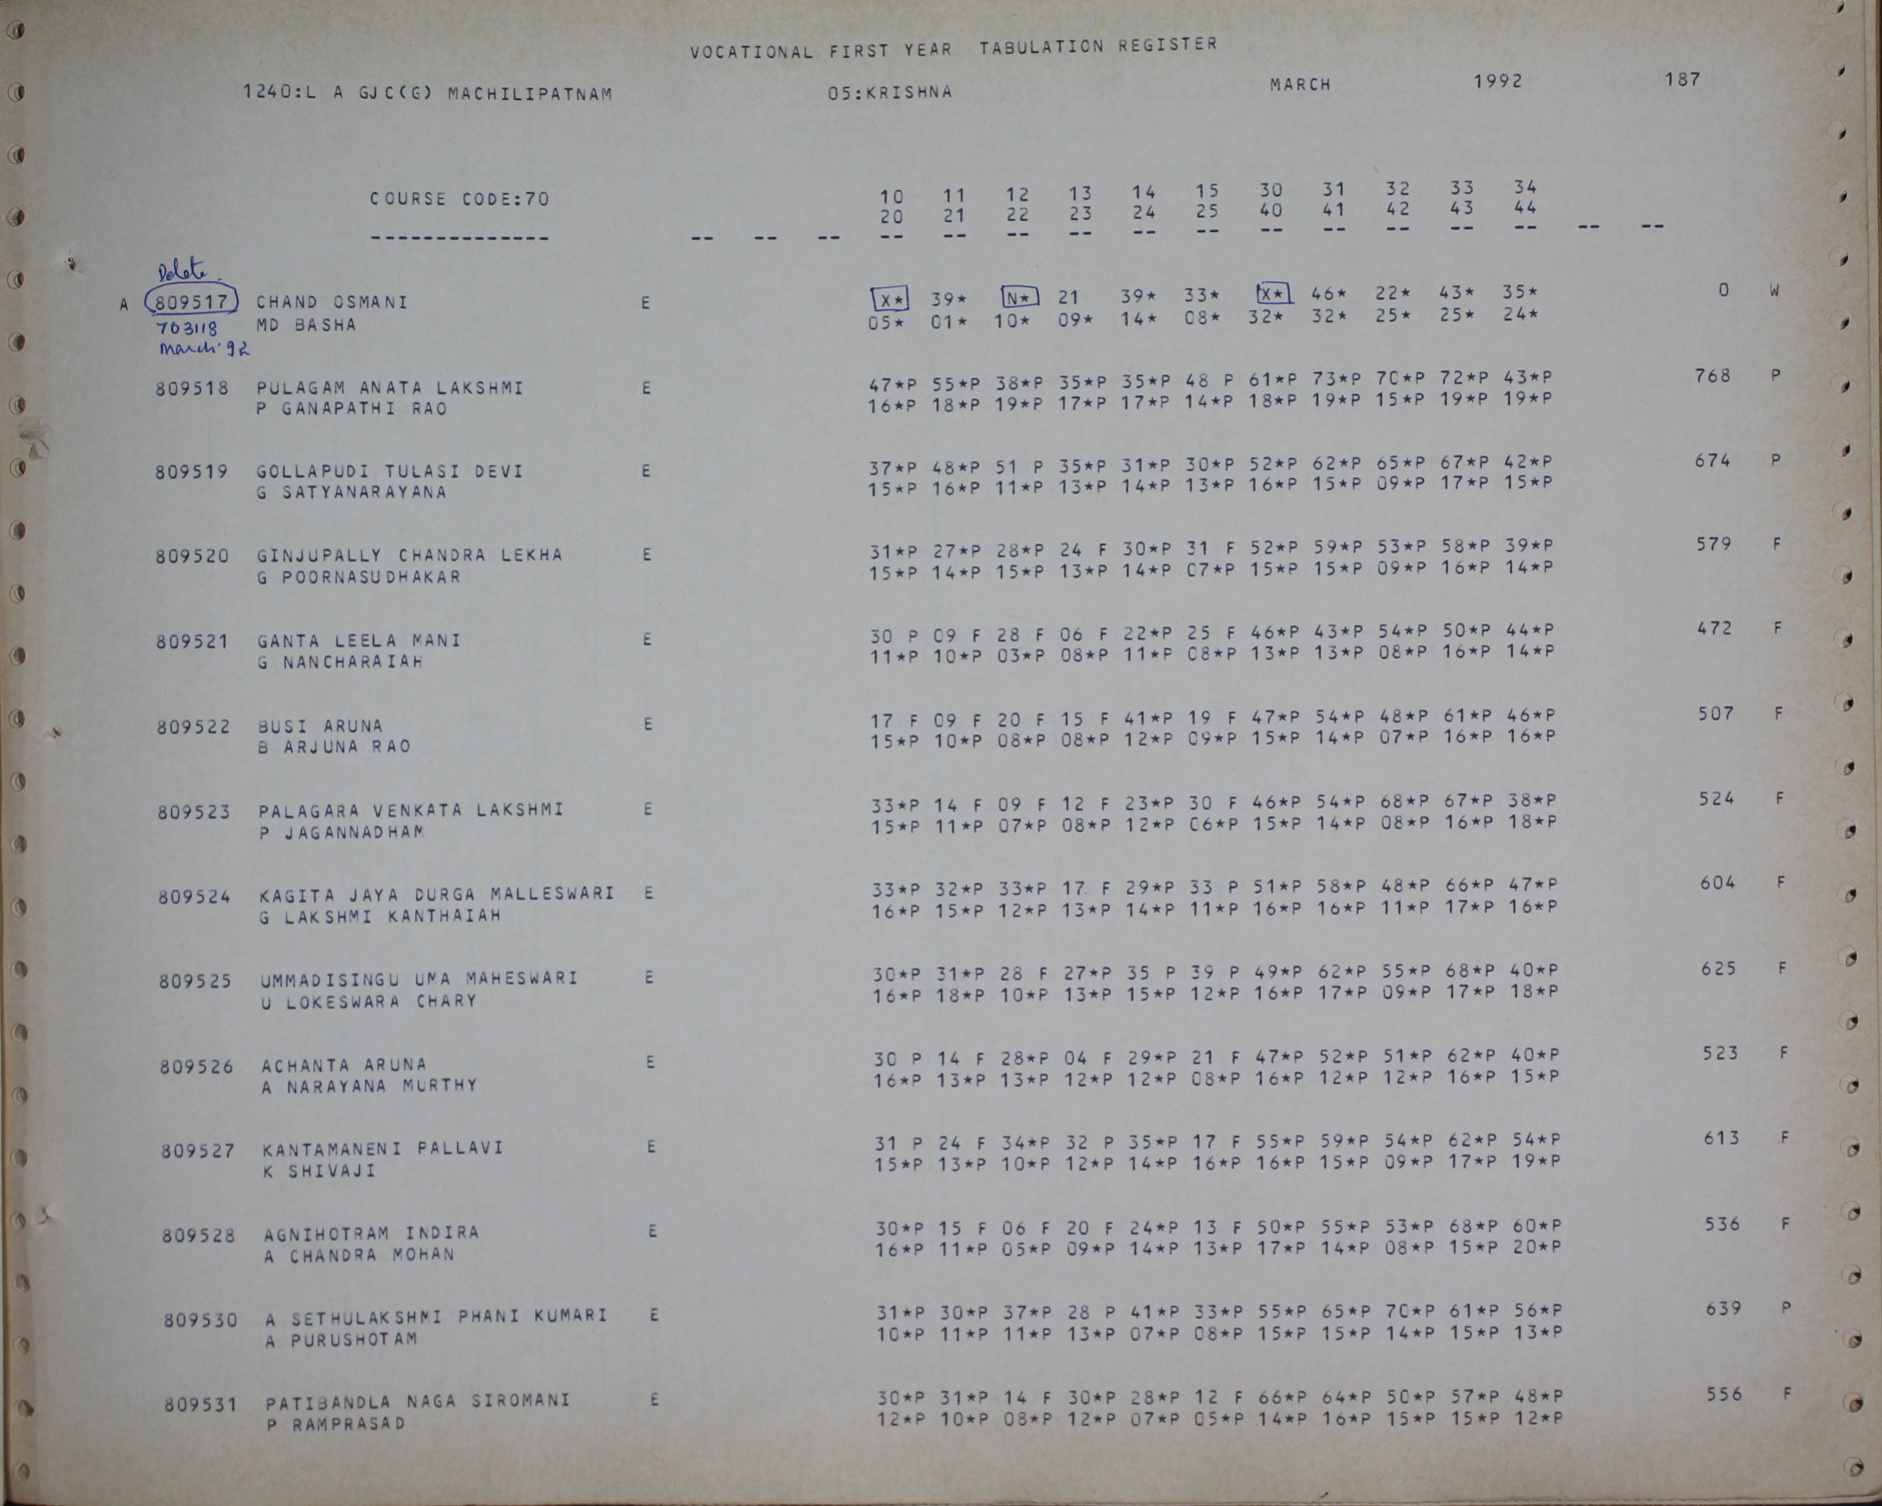 VOCATIONAL FIRST YEAR TABULATION REGISTER
1240:L A GJC(G) MACHILIPATNAM 05:KRISHNA MARCH 1992 187
COURSE CODE:70 10 11 12 13 14 15 30 31 32 33 34
20 21 22 23 24 25 40 41 42 43 44
-------------- -- -- -- -- -- -- -- -- -- -- -- -- -- -- -- --
Delete
A 809517 CHAND OSMANI E X* 39* N* 21 39* 33* X* 46* 22* 43* 35* 0 W
703118 MD BASHA 05* 01* 10* 09* 14* 08* 32* 32* 25* 25* 24*
March'92
809518 PULAGAM ANATA LAKSHMI E 47*P 55*P 38*P 35*P 35*P 48 P 61*P 73*P 70*P 72*P 43*P 768 P
P GANAPATHI RAO 16*P 18*P 19*P 17*P 17*P 14*P 18*P 19*P 15*P 19*P 19*P
809519 GOLLAPUDI TULASI DEVI E 37*P 48*P 51 P 35*P 31*P 30*P 52*P 62*P 65*P 67*P 42*P 674 P
G SATYANARAYANA 15*P 16*P 11*P 13*P 14*P 13*P 16*P 15*P 09*P 17*P 15*P
809520 GINJUPALLY CHANDRA LEKHA E 31*P 27*P 28*P 24 F 30*P 31 F 52*P 59*P 53*P 58*P 39*P 579 F
G POORNASUDHAKAR 15*P 14*P 15*P 13*P 14*P 07*P 15*P 15*P 09*P 16*P 14*P
809521 GANTA LEELA MANI E 30 P 09 F 28 F 06 F 22*P 25 F 46*P 43*P 54*P 50*P 44*P 472 F
G NANCHARAIAH 11*P 10*P 03*P 08*P 11*P 08*P 13*P 13*P 08*P 16*P 14*P
809522 BUSI ARUNA E 17 F 09 F 20 F 15 F 41*P 19 F 47*P 54*P 48*P 61*P 46*P 507 F
B ARJUNA RAO 15*P 10*P 08*P 08*P 12*P 09*P 15*P 14*P 07*P 16*P 16*P
809523 PALAGARA VENKATA LAKSHMI E 33*P 14 F 09 F 12 F 23*P 30 F 46*P 54*P 68*P 67*P 38*P 524 F
P JAGANNADHAM 15*P 11*P 07*P 08*P 12*P 06*P 15*P 14*P 08*P 16*P 18*P
809524 KAGITA JAYA DURGA MALLESWARI E 33*P 32*P 33*P 17 F 29*P 33 P 51*P 58*P 48*P 66*P 47*P 604 F
G LAKSHMI KANTHAIAH 16*P 15*P 12*P 13*P 14*P 11*P 16*P 16*P 11*P 17*P 16*P
809525 UMMADISINGU UMA MAHESWARI E 30*P 31*P 28 F 27*P 35 P 39 P 49*P 62*P 55*P 68*P 40*P 625 F
U LOKESWARA CHARY 16*P 18*P 10*P 13*P 15*P 12*P 16*P 17*P 09*P 17*P 18*P
809526 ACHANTA ARUNA E 30 P 14 F 28*P 04 F 29*P 21 F 47*P 52*P 51*P 62*P 40*P 523 F
A NARAYANA MURTHY 16*P 13*P 13*P 12*P 12*P 08*P 16*P 12*P 12*P 16*P 15*P
809527 KANTAMANENI PALLAVI E 31 P 24 F 34*P 32 P 35*P 17 F 55*P 59*P 54*P 62*P 54*P 613 F
K SHIVAJI 15*P 13*P 10*P 12*P 14*P 16*P 16*P 15*P 09*P 17*P 19*P
809528 AGNIHOTRAM INDIRA E 30*P 15 F 06 F 20 F 24*P 13 F 50*P 55*P 53*P 68*P 60*P 536 F
A CHANDRA MOHAN 16*P 11*P 05*P 09*P 14*P 13*P 17*P 14*P 08*P 15*P 20*P
809530 A SETHULAKSHMI PHANI KUMARI E 31*P 30*P 37*P 28 P 41*P 33*P 55*P 65*P 70*P 61*P 56*P 639 P
A PURUSHOTAM 10*P 11*P 11*P 13*P 07*P 08*P 15*P 15*P 14*P 15*P 13*P
809531 PATIBANDLA NAGA SIROMANI E 30*P 31*P 14 F 30*P 28*P 12 F 66*P 64*P 50*P 57*P 48*P 556 F
P RAMPRASAD 12*P 10*P 08*P 12*P 07*P 05*P 14*P 16*P 15*P 15*P 12*P